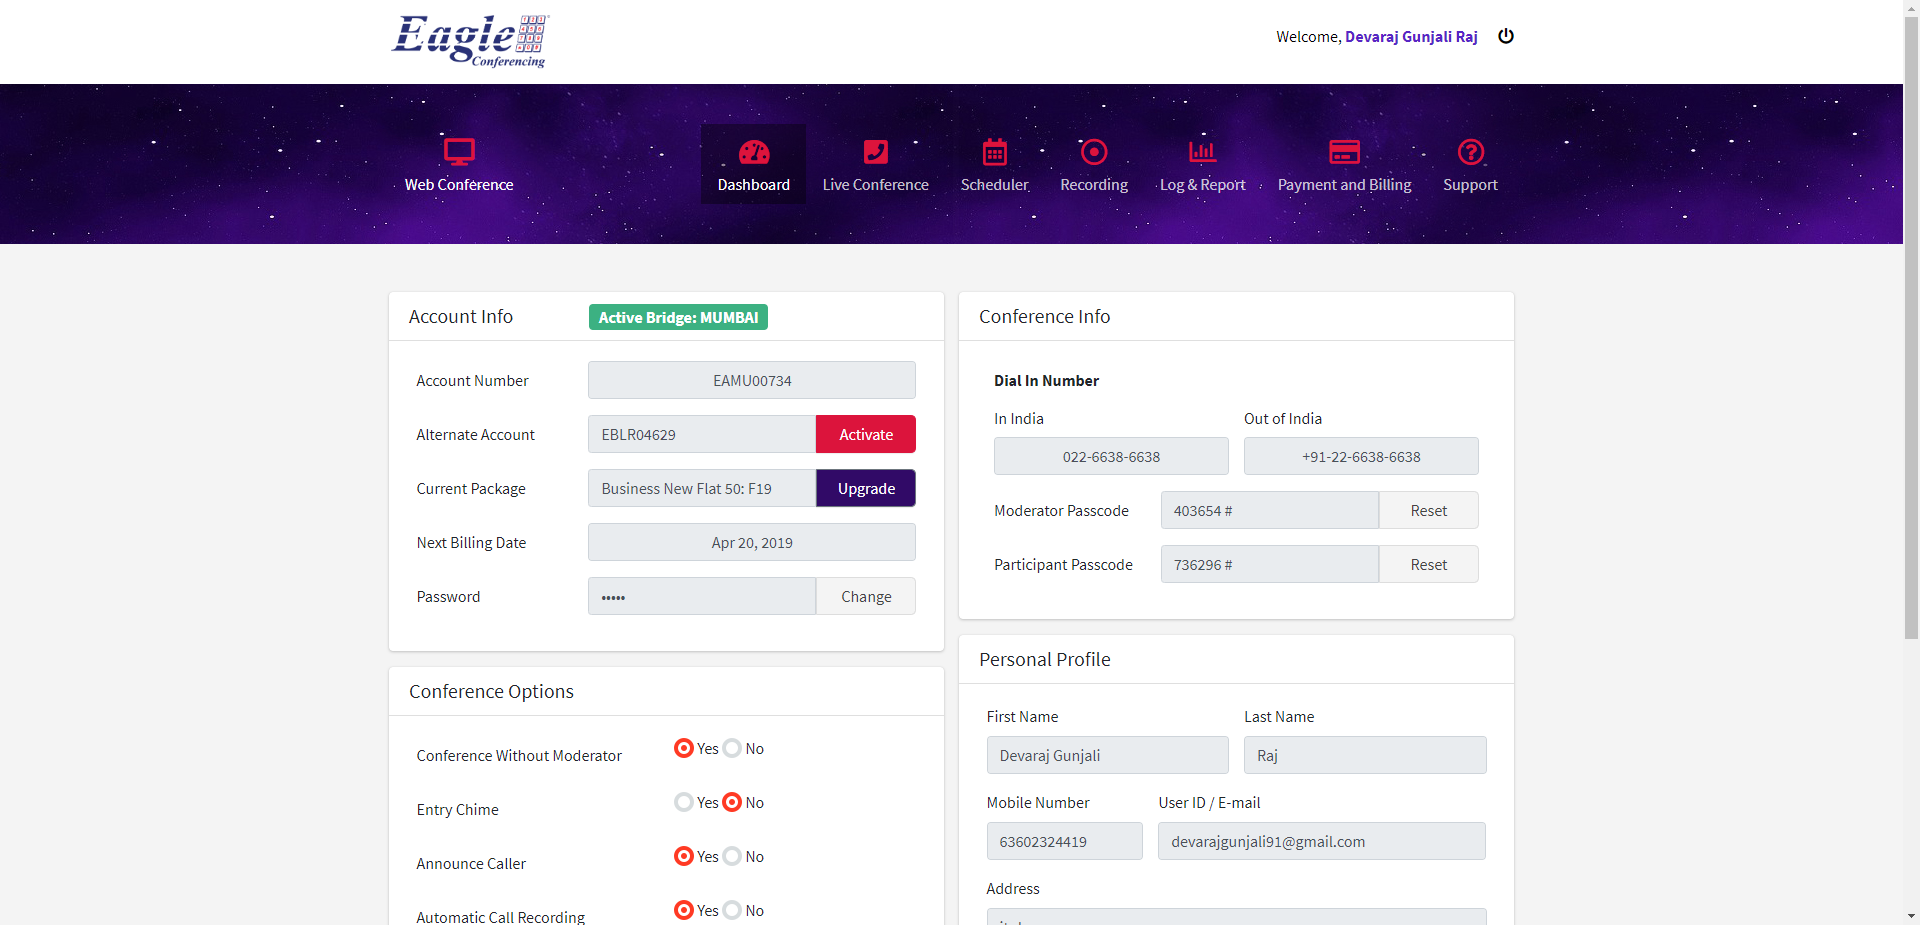 Eagle
Conferencing
Welcome, Devaraj Gunjali Raj
Web Conference
Dashboard
Live Conference
Scheduler
Recording
Log & Report
Payment and Billing
Support
Account Info
Active Bridge: MUMBAI
Account Number
EAMU00734
Alternate Account
EBLR04629
Activate
Current Package
Business New Flat 50: F19
Upgrade
Next Billing Date
Apr 20, 2019
Password
•••••
Change
Conference Options
Conference Without Moderator
Yes No
Entry Chime
Yes No
Announce Caller
Yes No
Automatic Call Recording
Yes No
Conference Info
Dial In Number
In India
Out of India
022-6638-6638
+91-22-6638-6638
Moderator Passcode
403654 #
Reset
Participant Passcode
736296 #
Reset
Personal Profile
First Name
Last Name
Devaraj Gunjali
Raj
Mobile Number
User ID / E-mail
63602324419
devarajgunjali91@gmail.com
Address